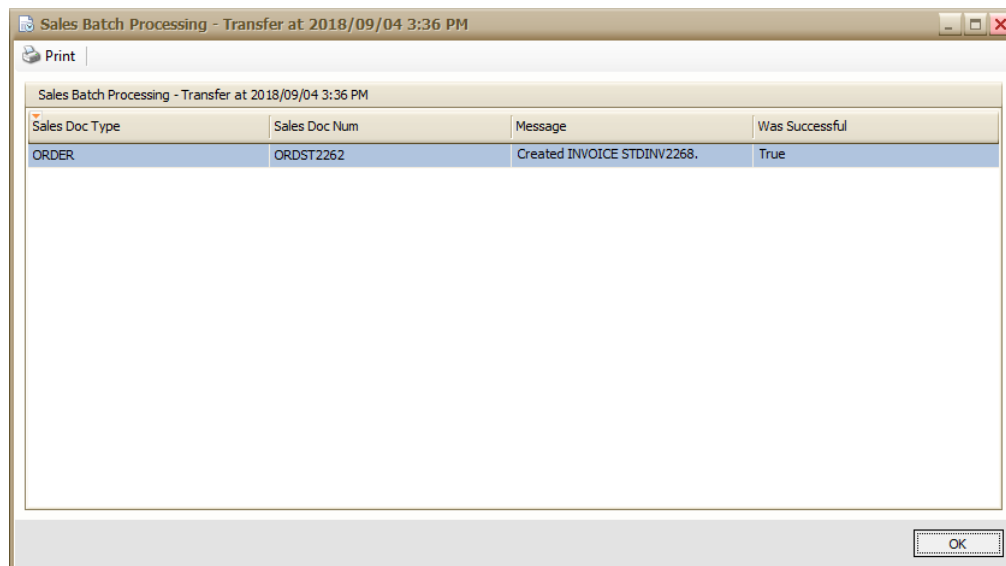 Sales Batch Processing - Transfer at 2018/09/04 3:36 PM
Print
Sales Batch Processing - Transfer at 2018/09/04 3:36 PM
Sales Doc Type Sales Doc Num Message Was Successful
ORDER ORDST2262 Created INVOICE STDINV2268. True
OK